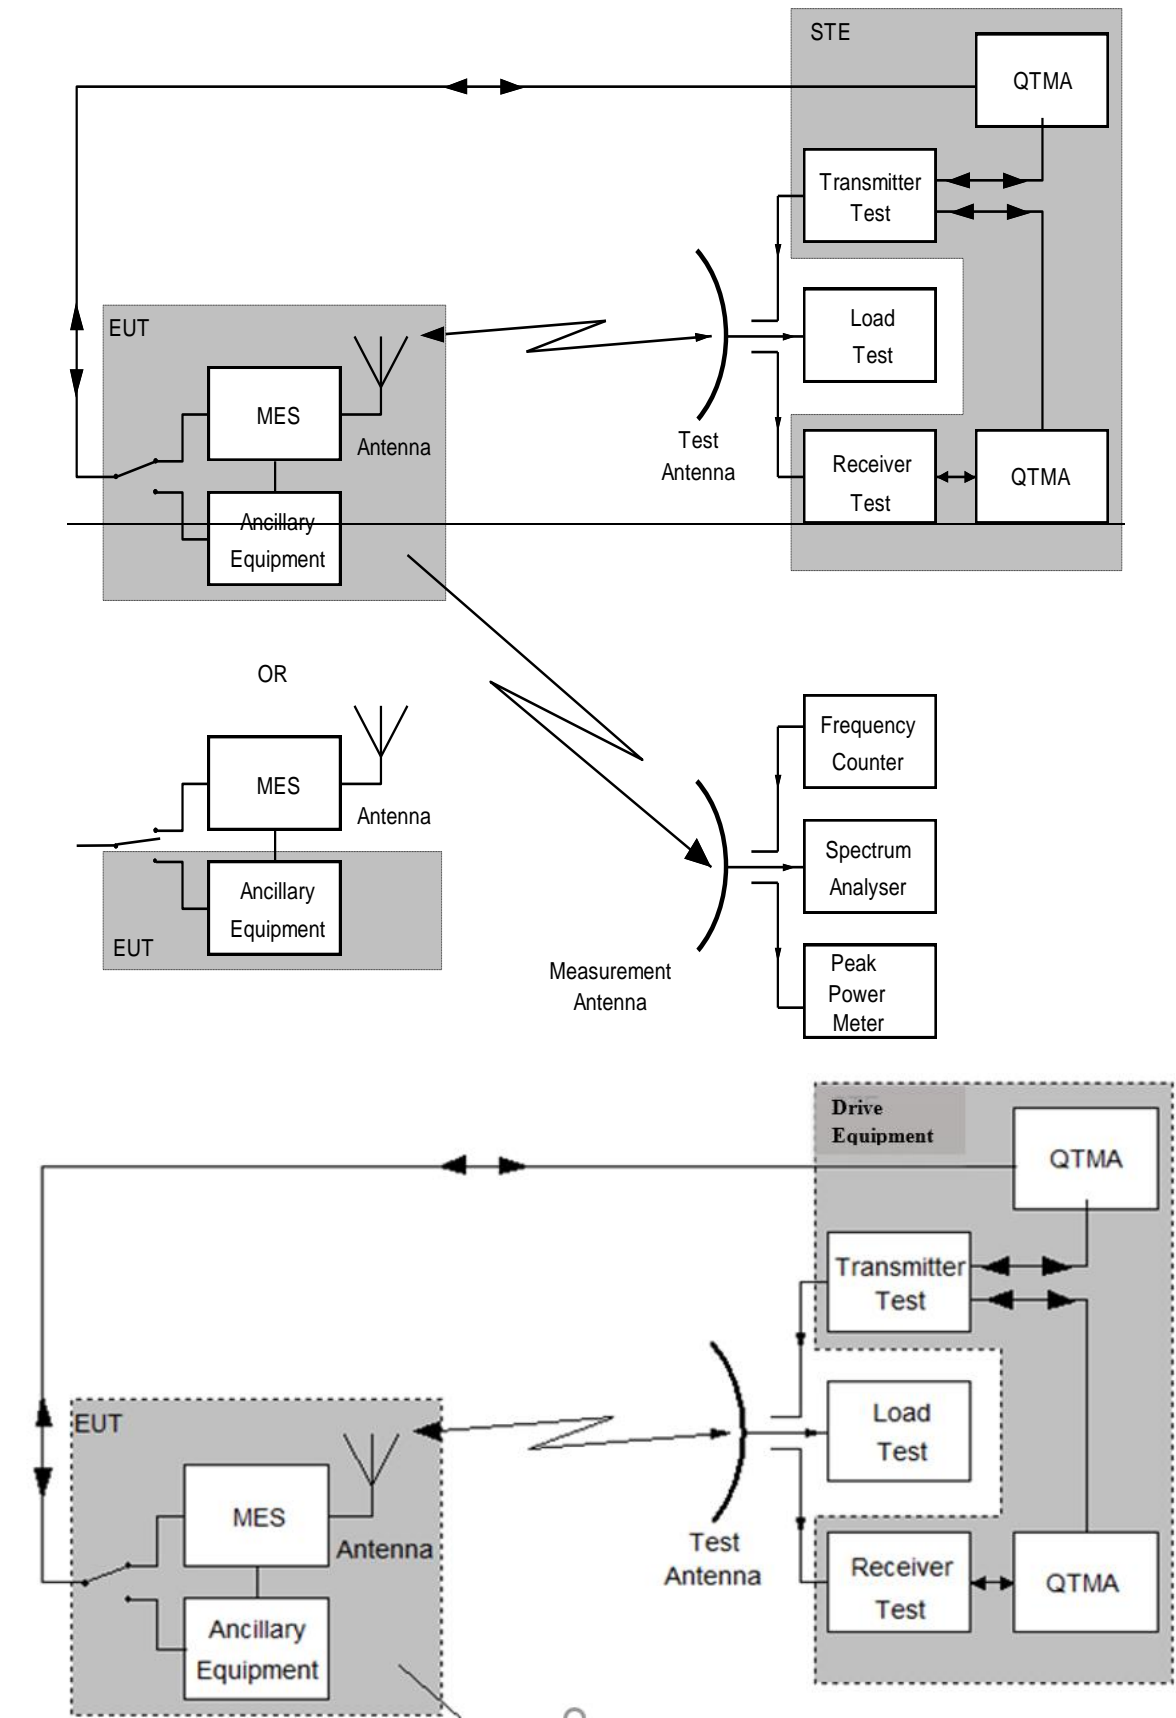 STE
QTMA
Transmitter
Test
EUT
Load
Test
MES
Antenna
Test
Antenna
Receiver
Test
QTMA
Ancillary
Equipment
OR
MES
Antenna
Frequency
Counter
Spectrum
Analyser
Ancillary
Equipment
EUT
Measurement
Antenna
Peak
Power
Meter
Drive
Equipment
QTMA
Transmitter
Test
EUT
Load
Test
MES
Antenna
Test
Antenna
Receiver
Test
QTMA
Ancillary
Equipment